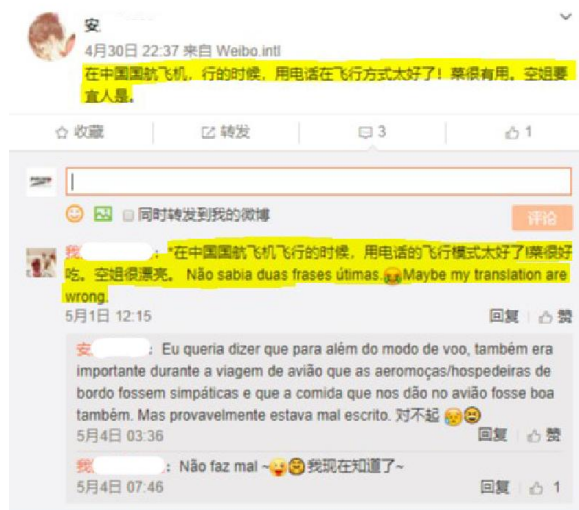 安
4月30日 22:37 来自 Weibo.intl
在中国国航飞机，行的时候，用电话在飞行方式太好了！菜很有用。空姐要
宜人是。
收藏
转发
3
1
同时转发到我的微博
评论
我 : *在中国国航飞机飞行的时候，用电话的飞行模式太好了!菜很好
吃。空姐很漂亮。 Não sabia duas frases útimas.Maybe my translation are
wrong.
5月1日 12:15
回复 赞
安 : Eu queria dizer que para além do modo de voo, também era
importante durante a viagem de avião que as aeromoças/hospedeiras de
bordo fossem simpáticas e que a comida que nos dão no avião fosse boa
também. Mas provavelmente estava mal escrito. 对不起
5月4日 03:36
回复 赞
我 : Não faz mal ~ 我现在知道了~
5月4日 07:46
回复 1